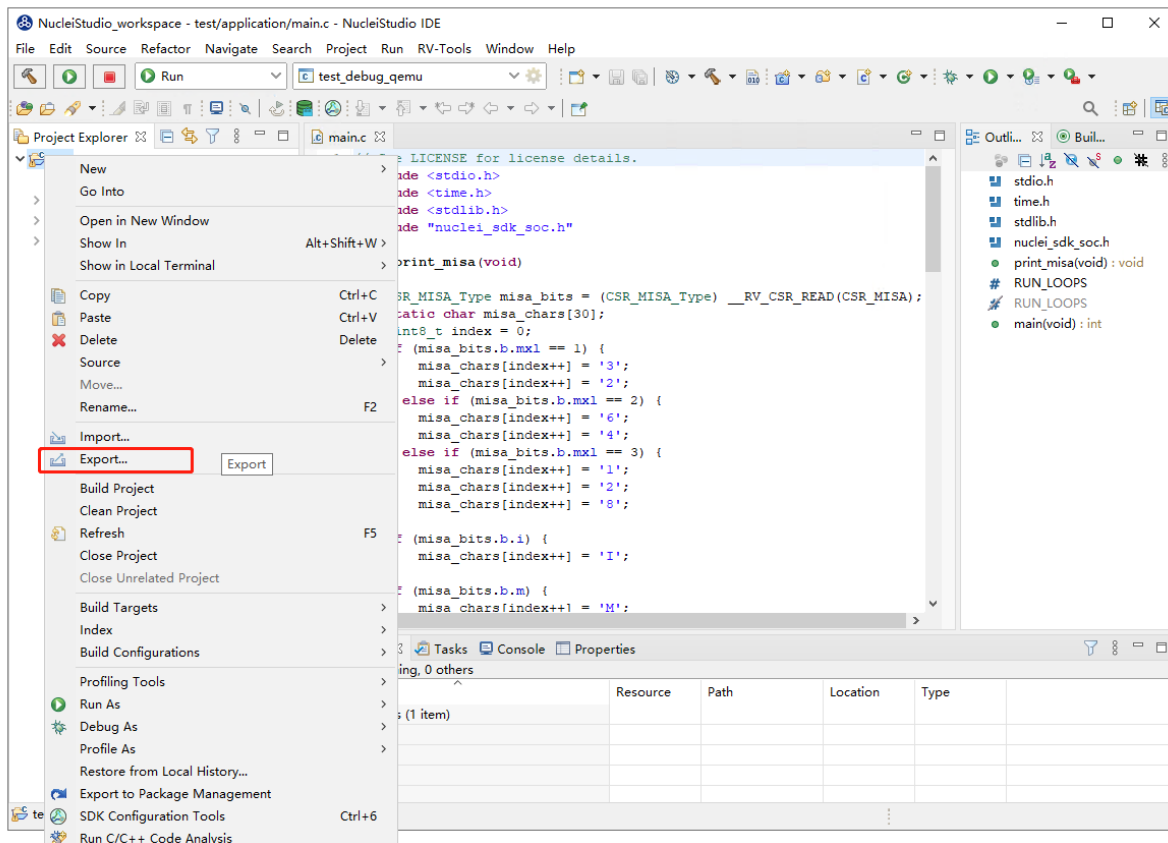 NucleiStudio_workspace - test/application/main.c - NucleiStudio IDE
File Edit Source Refactor Navigate Search Project Run RV-Tools Window Help
Run
test_debug_qemu
Project Explorer
main.c
Outli...
Buil...
New
Go Into
Open in New Window
Show In Alt+Shift+W >
Show in Local Terminal
Copy Ctrl+C
Paste Ctrl+V
Delete Delete
Source
Move...
Rename... F2
Import...
Export...
Export
Build Project
Clean Project
Refresh F5
Close Project
Close Unrelated Project
Build Targets
Index
Build Configurations
Profiling Tools
Run As
Debug As
Profile As
Restore from Local History...
Export to Package Management
SDK Configuration Tools Ctrl+6
Run C/C++ Code Analysis
LICENSE for license details.
ude <stdio.h>
ude <time.h>
ude <stdlib.h>
ude "nuclei_sdk_soc.h"
print_misa(void)
SR_MISA_Type misa_bits = (CSR_MISA_Type) __RV_CSR_READ(CSR_MISA);
tatic char misa_chars[30];
int8_t index = 0;
f (misa_bits.b.mxl == 1) {
misa_chars[index++] = '3';
misa_chars[index++] = '2';
else if (misa_bits.b.mxl == 2) {
misa_chars[index++] = '6';
misa_chars[index++] = '4';
else if (misa_bits.b.mxl == 3) {
misa_chars[index++] = '1';
misa_chars[index++] = '2';
misa_chars[index++] = '8';
f (misa_bits.b.i) {
misa_chars[index++] = 'I';
f (misa_bits.b.m) {
misa_chars[index++] = 'M';
stdio.h
time.h
stdlib.h
nuclei_sdk_soc.h
print_misa(void) : void
RUN_LOOPS
RUN_LOOPS
main(void) : int
Tasks Console Properties
ing, 0 others
Resource Path Location Type
s (1 item)
te